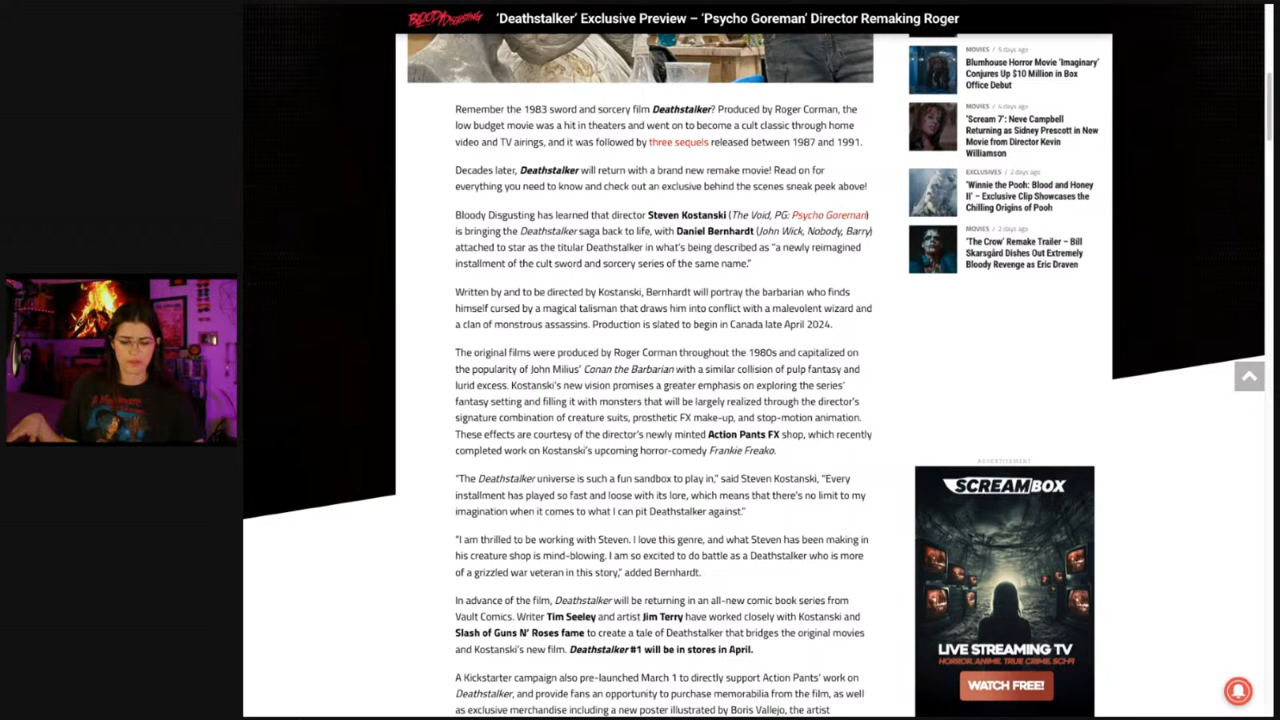 BLOODY DISGUSTING
‘Deathstalker’ Exclusive Preview – ‘Psycho Goreman’ Director Remaking Roger
Remember the 1983 sword and sorcery film Deathstalker? Produced by Roger Corman, the
low budget movie was a hit in theaters and went on to become a cult classic through home
video and TV airings, and it was followed by three sequels released between 1987 and 1991.
Decades later, Deathstalker will return with a brand new remake movie! Read on for
everything you need to know and check out an exclusive behind the scenes sneak peek above!
Bloody Disgusting has learned that director Steven Kostanski (The Void, PG: Psycho Goreman)
is bringing the Deathstalker saga back to life, with Daniel Bernhardt (John Wick, Nobody, Barry)
attached to star as the titular Deathstalker in what’s being described as “a newly reimagined
installment of the cult sword and sorcery series of the same name.”
Written by and to be directed by Kostanski, Bernhardt will portray the barbarian who finds
himself cursed by a magical talisman that draws him into conflict with a malevolent wizard and
a clan of monstrous assassins. Production is slated to begin in Canada late April 2024.
The original films were produced by Roger Corman throughout the 1980s and capitalized on
the popularity of John Milius’ Conan the Barbarian with a similar collision of pulp fantasy and
lurid excess. Kostanski’s new vision promises a greater emphasis on exploring the series’
fantasy setting and filling it with monsters that will be largely realized through the director’s
signature combination of creature suits, prosthetic FX make-up, and stop-motion animation.
These effects are courtesy of the director’s newly minted Action Pants FX shop, which recently
completed work on Kostanski’s upcoming horror-comedy Frankie Freako.
“The Deathstalker universe is such a fun sandbox to play in,” said Steven Kostanski, “Every
installment has played so fast and loose with its lore, which means that there’s no limit to my
imagination when it comes to what I can pit Deathstalker against.”
“I am thrilled to be working with Steven. I love this genre, and what Steven has been making in
his creature shop is mind-blowing. I am so excited to do battle as a Deathstalker who is more
of a grizzled war veteran in this story,” added Bernhardt.
In advance of the film, Deathstalker will be returning in an all-new comic book series from
Vault Comics. Writer Tim Seeley and artist Jim Terry have worked closely with Kostanski and
Slash of Guns N’ Roses fame to create a tale of Deathstalker that bridges the original movies
and Kostanski’s new film. Deathstalker #1 will be in stores in April.
A Kickstarter campaign also pre-launched March 1 to directly support Action Pants’ work on
Deathstalker, and provide fans an opportunity to purchase memorabilia from the film, as well
as exclusive merchandise including a new poster illustrated by Boris Vallejo, the artist
MOVIES / 5 days ago
Blumhouse Horror Movie ‘Imaginary’
Conjures Up $10 Million in Box
Office Debut
MOVIES / 4 days ago
‘Scream 7’: Neve Campbell
Returning as Sidney Prescott in New
Movie from Director Kevin
Williamson
EXCLUSIVES / 2 days ago
‘Winnie the Pooh: Blood and Honey
II’ – Exclusive Clip Showcases the
Chilling Origins of Pooh
MOVIES / 2 days ago
‘The Crow’ Remake Trailer – Bill
Skarsgård Dishes Out Extremely
Bloody Revenge as Eric Draven
ADVERTISEMENT
SCREAMBOX
LIVE STREAMING TV
HORROR. ANIME. TRUE CRIME. SCI-FI
WATCH FREE!